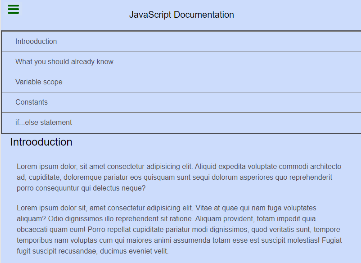 JavaScript Documentation
Introoduction
What you should already know
Veriable scope
Constants
if...else statement
Introoduction
Lorem ipsum dolor, sit amet consectetur adipisicing elit. Aliquid expedita voluptate commodi architecto
ad, cupiditate, doloremque pariatur eos quisquam sunt sequi dolorum asperiores quo reprehenderit
porro consequuntur qui delectus neque?
Lorem ipsum dolor sit, amet consectetur adipisicing elit. Vitae at quae qui nam fuga voluptates
aliquam? Odio dignissimos illo reprehenderit sit ratione. Aliquam provident, totam impedit quia
obcaecati quam eum! Porro repellat cupiditate pariatur modi dignissimos, quod veritatis sunt, tempore
temporibus nam voluptas cum qui maiores animi assumenda totam esse est suscipit molestias! Fugiat
fugit suscipit recusandae, ducimus eveniet velit.